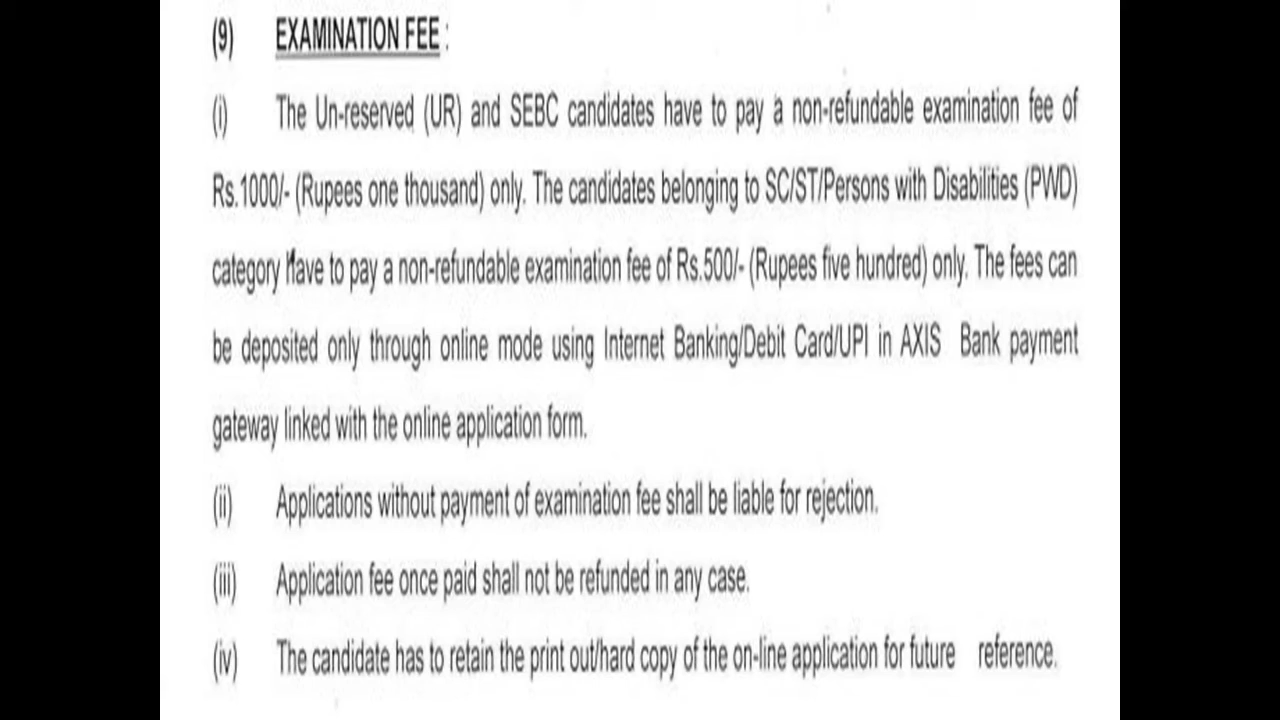 (9) EXAMINATION FEE :
(i) The Un-reserved (UR) and SEBC candidates have to pay a non-refundable examination fee of
Rs.1000/- (Rupees one thousand) only. The candidates belonging to SC/ST/Persons with Disabilities (PWD)
category have to pay a non-refundable examination fee of Rs.500/- (Rupees five hundred) only. The fees can
be deposited only through online mode using Internet Banking/Debit Card/UPI in AXIS Bank payment
gateway linked with the online application form.
(ii) Applications without payment of examination fee shall be liable for rejection.
(iii) Application fee once paid shall not be refunded in any case.
(iv) The candidate has to retain the print out/hard copy of the on-line application for future reference.